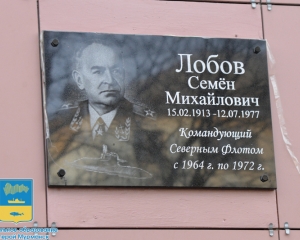 Лобов
Семён
Михайлович
15.02.1913 -12.07.1977
Командующий
Северным Флотом
с 1964 г. по 1972 г.